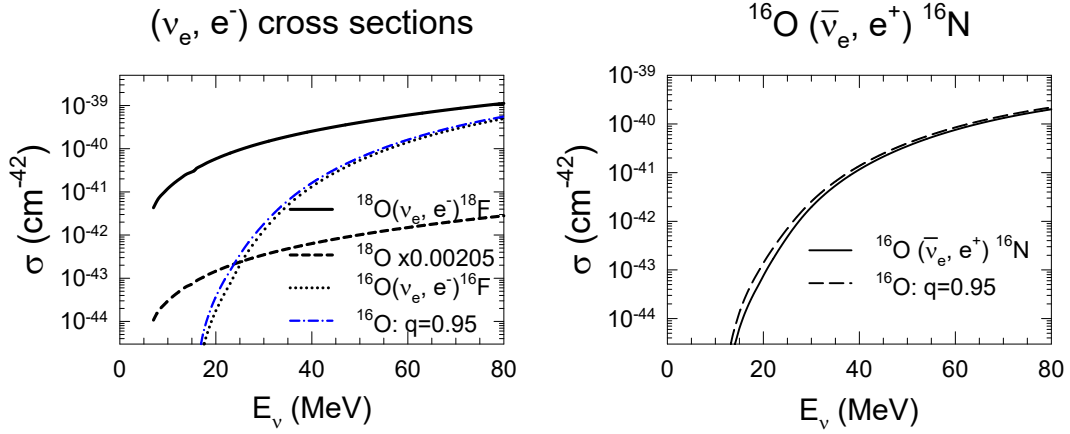 (νe, e-) cross sections
10-39
10-40
10-41
10-42
10-43
10-44
σ (cm-42)
18O(νe, e-)18F
18O x0.00205
16O(νe, e-)16F
16O: q=0.95
0 20 40 60 80
Eν (MeV)
16O (ν̅e, e+) 16N
10-39
10-40
10-41
10-42
10-43
10-44
σ (cm-42)
16O (ν̅e, e+) 16N
16O: q=0.95
0 20 40 60 80
Eν (MeV)